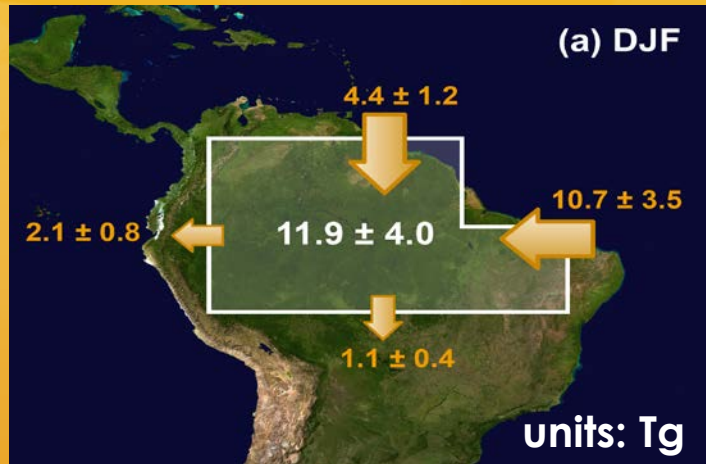 (a) DJF
4.4 ± 1.2
10.7 ± 3.5
2.1 ± 0.8
11.9 ± 4.0
1.1 ± 0.4
units: Tg